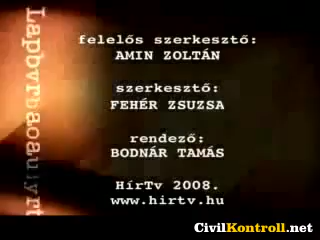 felelős szerkesztő:
AMIN ZOLTÁN
szerkesztő:
FEHÉR ZSUZSA
rendező:
BODNÁR TAMÁS
HírTv 2008.
www.hirtv.hu
CivilKontroll.net